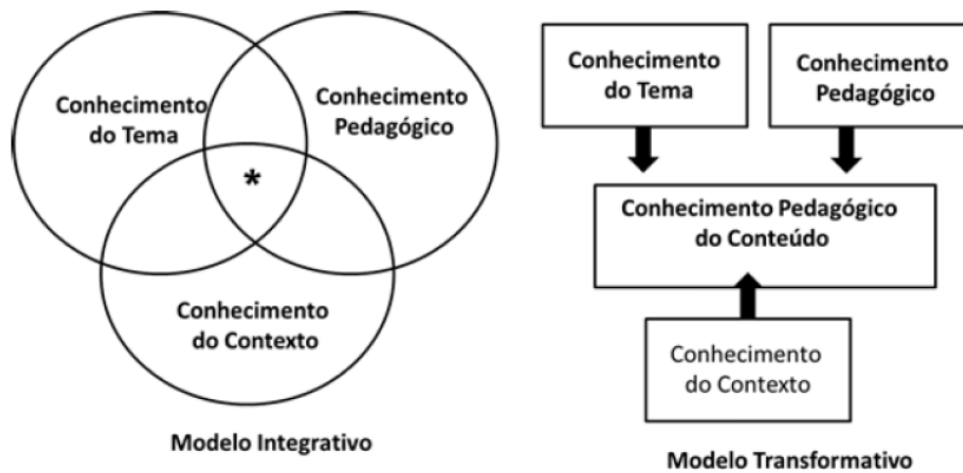 Conhecimento
do Tema
Conhecimento
Pedagógico
*
Conhecimento
do Contexto
Modelo Integrativo
Conhecimento
do Tema
Conhecimento
Pedagógico
Conhecimento Pedagógico
do Conteúdo
Conhecimento
do Contexto
Modelo Transformativo